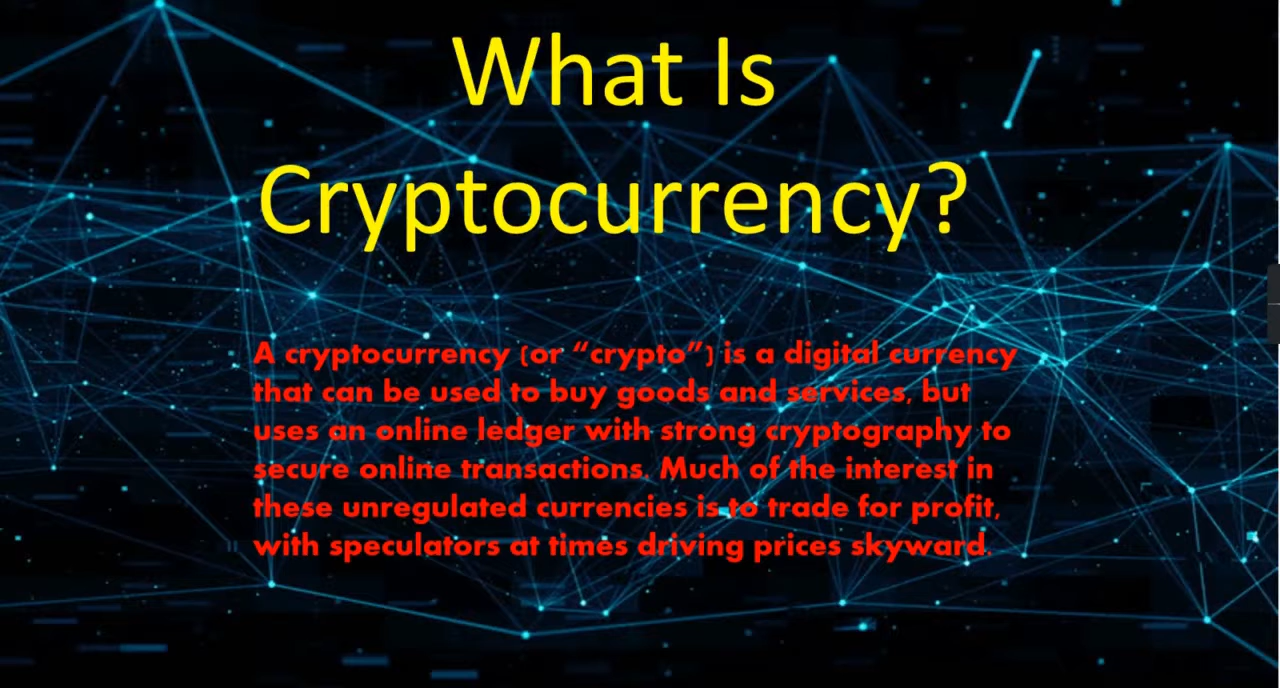 What Is
Cryptocurrency?
A cryptocurrency (or “crypto”) is a digital currency
that can be used to buy goods and services, but
uses an online ledger with strong cryptography to
secure online transactions. Much of the interest in
these unregulated currencies is to trade for profit,
with speculators at times driving prices skyward.